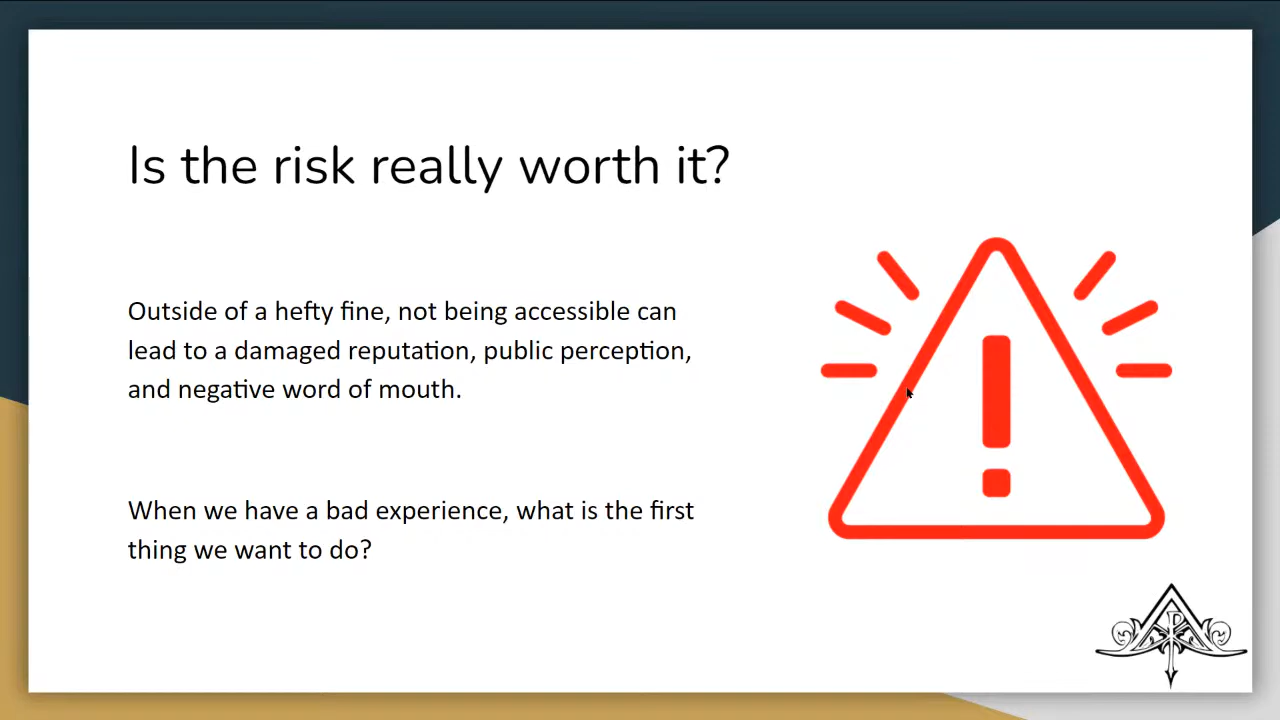 Is the risk really worth it?
Outside of a hefty fine, not being accessible can
lead to a damaged reputation, public perception,
and negative word of mouth.
When we have a bad experience, what is the first
thing we want to do?